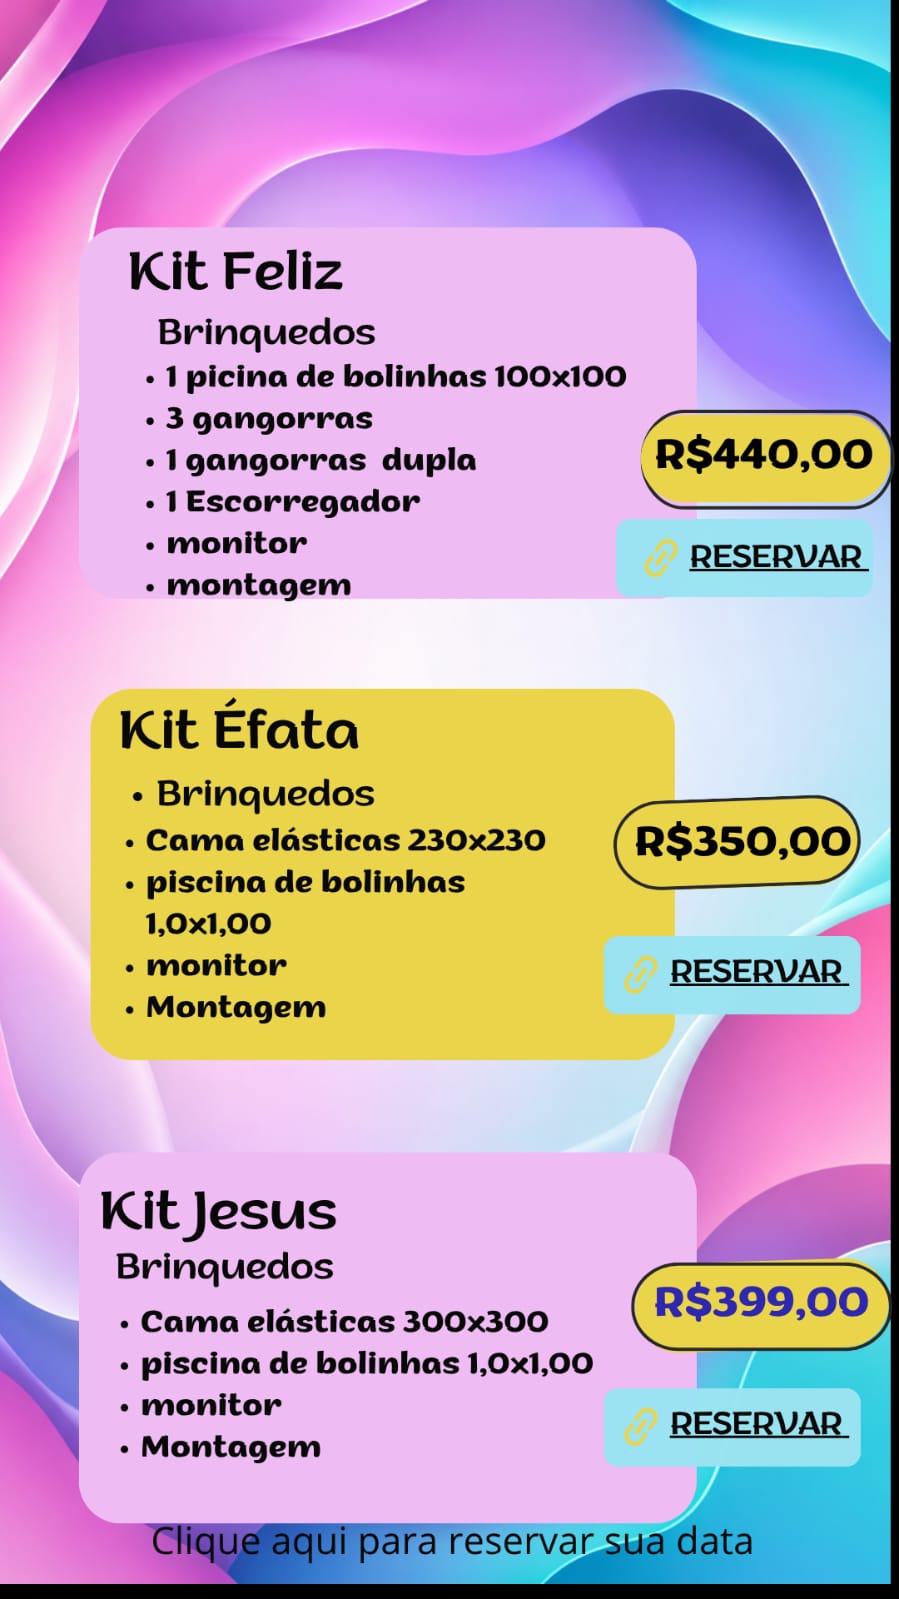 Kit Feliz
Brinquedos
• 1 picina de bolinhas 100x100
• 3 gangorras
• 1 gangorras dupla
• 1 Escorregador
• monitor
• montagem
R$440,00
RESERVAR
Kit Éfata
• Brinquedos
• Cama elásticas 230x230
• piscina de bolinhas
1,0x1,00
• monitor
• Montagem
R$350,00
RESERVAR
Kit Jesus
Brinquedos
• Cama elásticas 300x300
• piscina de bolinhas 1,0x1,00
• monitor
• Montagem
R$399,00
RESERVAR
Clique aqui para reservar sua data